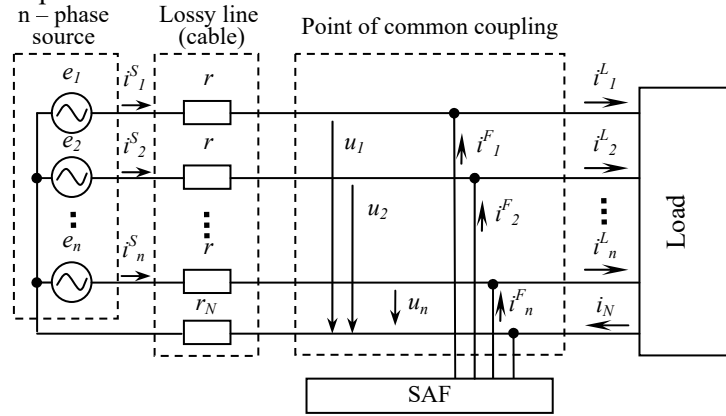 n – phase
source
Lossy line
(cable)
Point of common coupling
e1
iS1
r
iL1
e2
iS2
r
u1
iF1
iL2
u2
iF2
en
iSn
r
iLn
Load
rN
un
iFn
iN
SAF